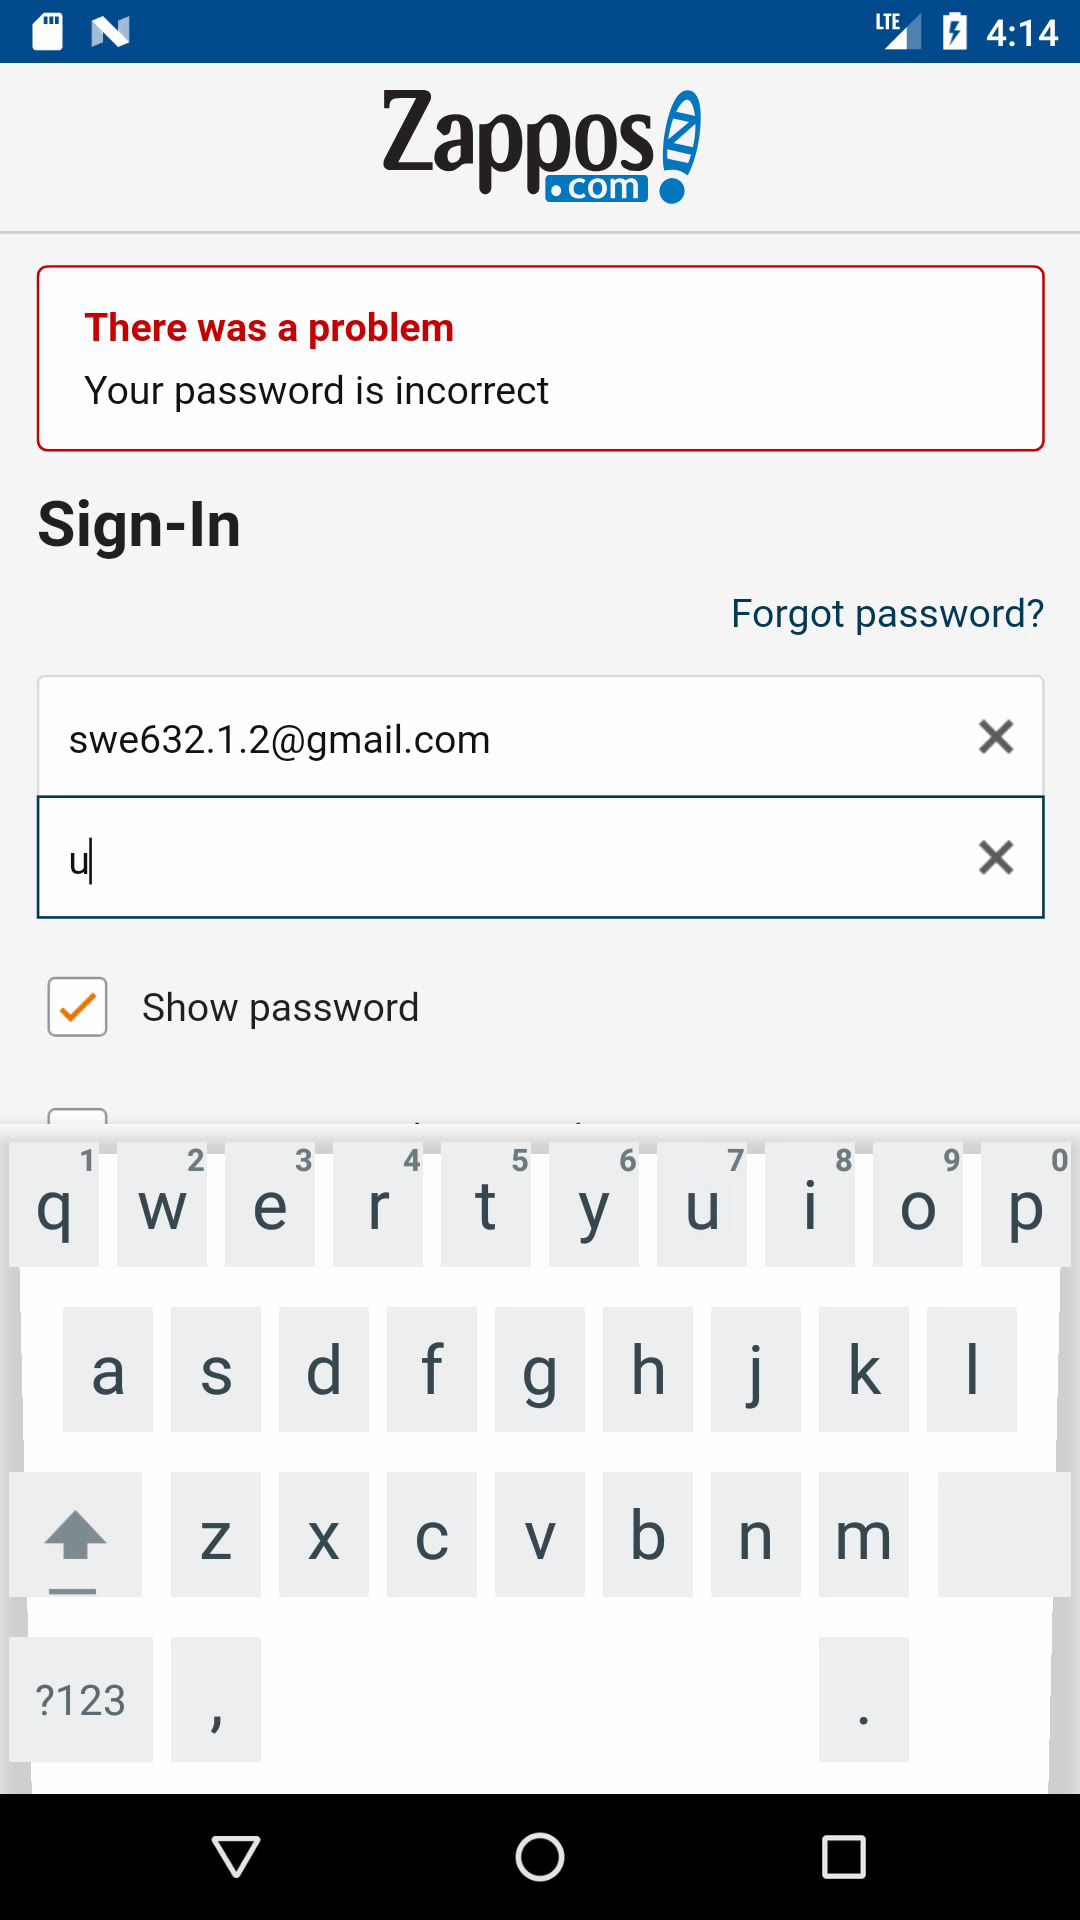 LTE 4:14
Zappos
.com
There was a problem
Your password is incorrect
Sign-In
Forgot password?
swe632.1.2@gmail.com
u
Show password
1 2 3 4 5 6 7 8 9 0
q w e r t y u i o p
a s d f g h j k l
z x c v b n m
?123 , .